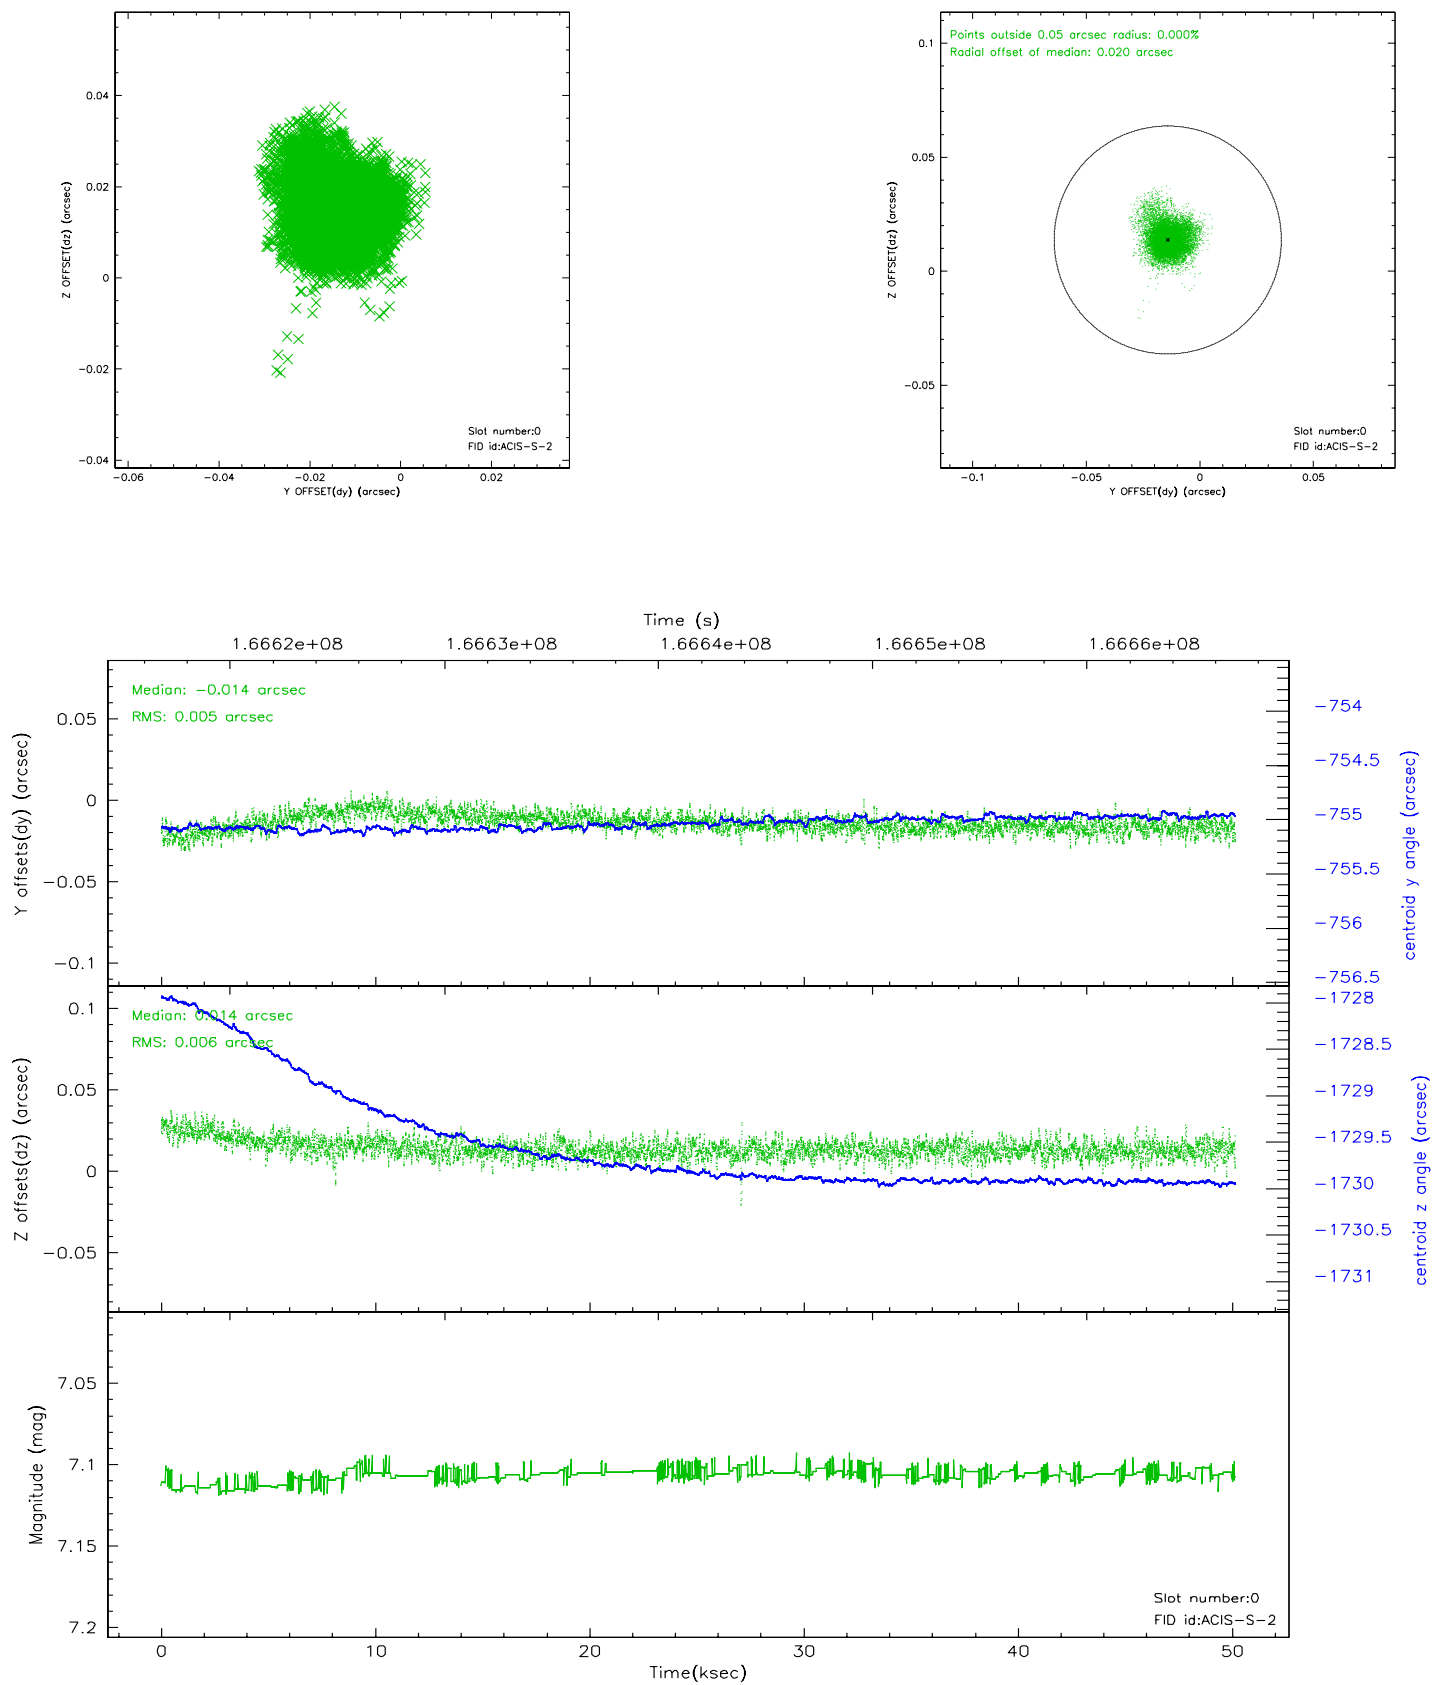 0.04
0.02
0
-0.02
-0.04
Z OFFSET(dz) (arcsec)
-0.06
-0.04
-0.02
0
0.02
Y OFFSET(dy) (arcsec)
Slot number:0
FID id:ACIS-S-2
Points outside 0.05 arcsec radius: 0.000%
Radial offset of median: 0.020 arcsec
0.1
0.05
0
-0.05
Z OFFSET(dz) (arcsec)
-0.1
-0.05
0
0.05
Y OFFSET(dy) (arcsec)
Slot number:0
FID id:ACIS-S-2
Time (s)
1.6662e+08
1.6663e+08
1.6664e+08
1.6665e+08
1.6666e+08
Median: -0.014 arcsec
RMS: 0.005 arcsec
0.05
0
-0.05
-0.1
Y offsets(dy) (arcsec)
-754
-754.5
-755
-755.5
-756
-756.5
centroid y angle (arcsec)
Median: 0.014 arcsec
RMS: 0.006 arcsec
0.1
0.05
0
-0.05
Z offsets(dz) (arcsec)
-1728
-1728.5
-1729
-1729.5
-1730
-1730.5
-1731
centroid z angle (arcsec)
7.05
7.1
7.15
7.2
Magnitude (mag)
Slot number:0
FID id:ACIS-S-2
0
10
20
30
40
50
Time(ksec)